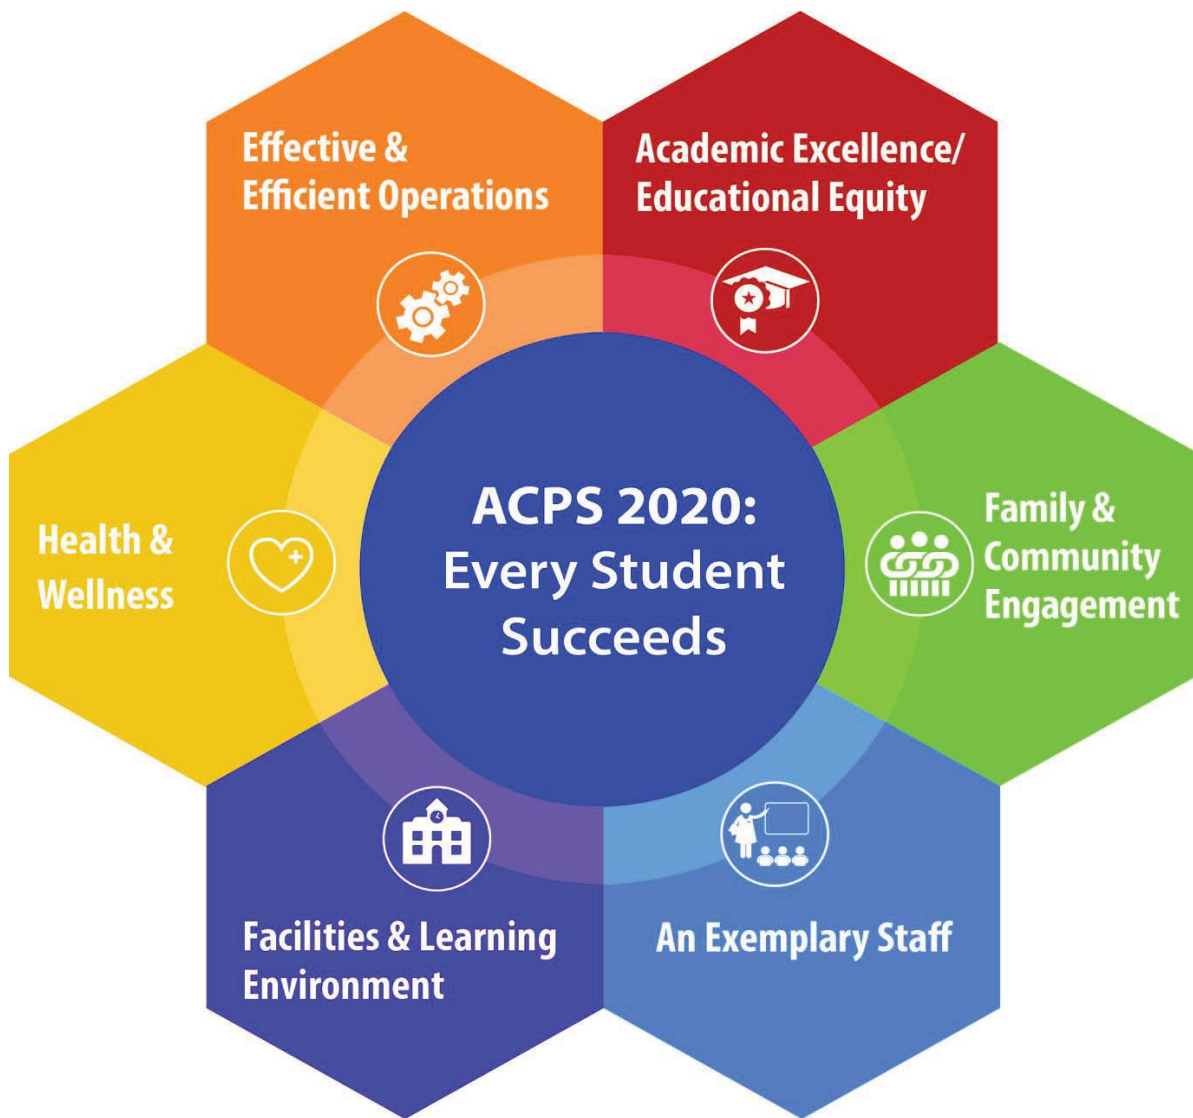 Effective &
Efficient Operations
Academic Excellence/
Educational Equity
Health &
Wellness
ACPS 2020:
Every Student
Succeeds
Family &
Community
Engagement
Facilities & Learning
Environment
An Exemplary Staff